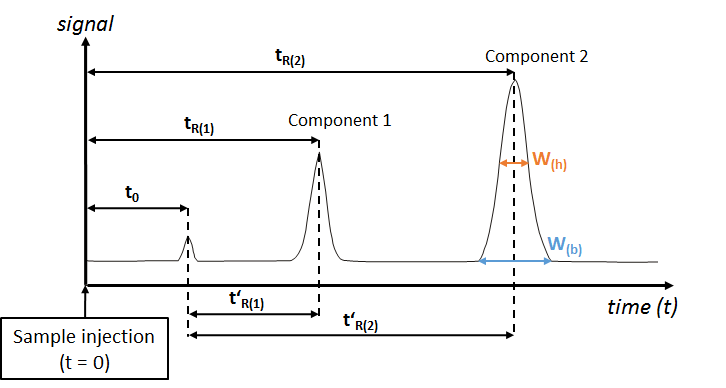 signal
Component 2
tR(2)
Component 1
tR(1)
W(h)
t0
W(b)
t‘R(1)
time (t)
t‘R(2)
Sample injection
(t = 0)